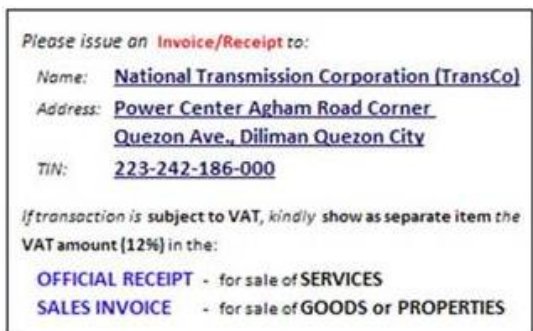 Please issue an Invoice/Receipt to:
Name: National Transmission Corporation (TransCo)
Address: Power Center Agham Road Corner
Quezon Ave., Diliman Quezon City
TIN: 223-242-186-000
If transaction is subject to VAT, kindly show as separate item the
VAT amount (12%) in the:
OFFICIAL RECEIPT - for sale of SERVICES
SALES INVOICE - for sale of GOODS or PROPERTIES